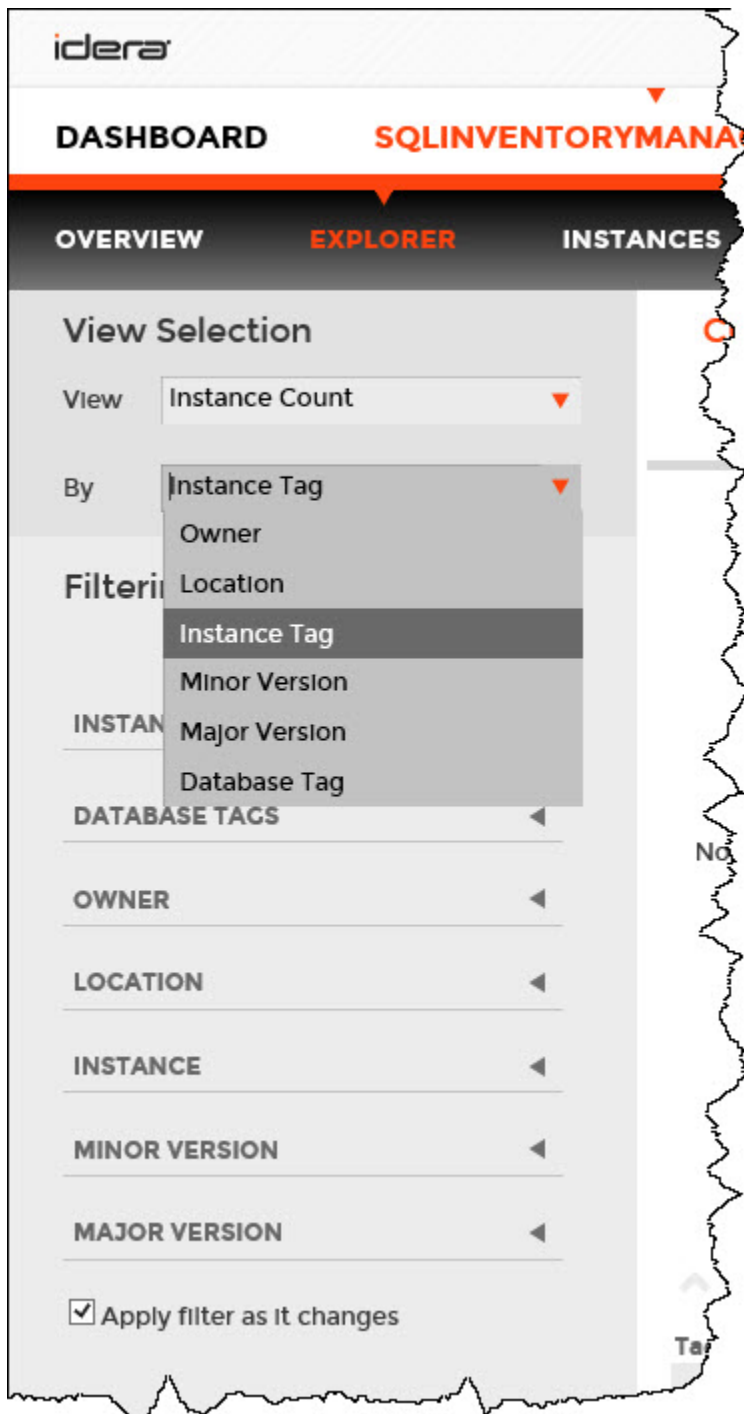 idera
DASHBOARD SQLINVENTORYMANA
OVERVIEW EXPLORER INSTANCES
View Selection
View Instance Count
By Instance Tag
Owner
Location
Instance Tag
Minor Version
Major Version
Database Tag
Filteri
INSTAN
DATABASE TAGS
OWNER
LOCATION
INSTANCE
MINOR VERSION
MAJOR VERSION
Apply filter as it changes
No